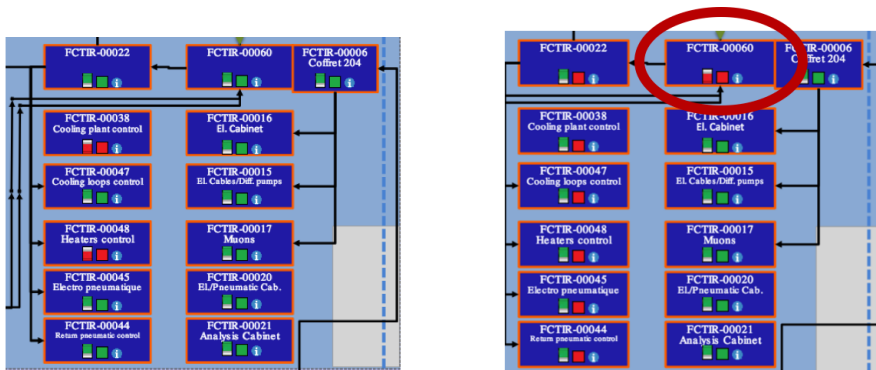 FCTIR-00022
FCTIR-00060
FCTIR-00006
Coffret 204
FCTIR-00038
Cooling plant control
FCTIR-00016
El. Cabinet
FCTIR-00047
Cooling loops control
FCTIR-00015
El. Cables/Diff. pumps
FCTIR-00048
Heaters control
FCTIR-00017
Muons
FCTIR-00045
Electro pneumatique
FCTIR-00020
El/Pneumatic Cab.
FCTIR-00044
Return pneumatic control
FCTIR-00021
Analysis Cabinet
FCTIR-00022
FCTIR-00060
FCTIR-00006
Coffret 204
FCTIR-00038
Cooling plant control
FCTIR-00016
El. Cabinet
FCTIR-00047
Cooling loops control
FCTIR-00015
El. Cables/Diff. pumps
FCTIR-00048
Heaters control
FCTIR-00017
Muons
FCTIR-00045
Electro pneumatique
FCTIR-00020
El/Pneumatic Cab.
FCTIR-00044
Return pneumatic control
FCTIR-00021
Analysis Cabinet